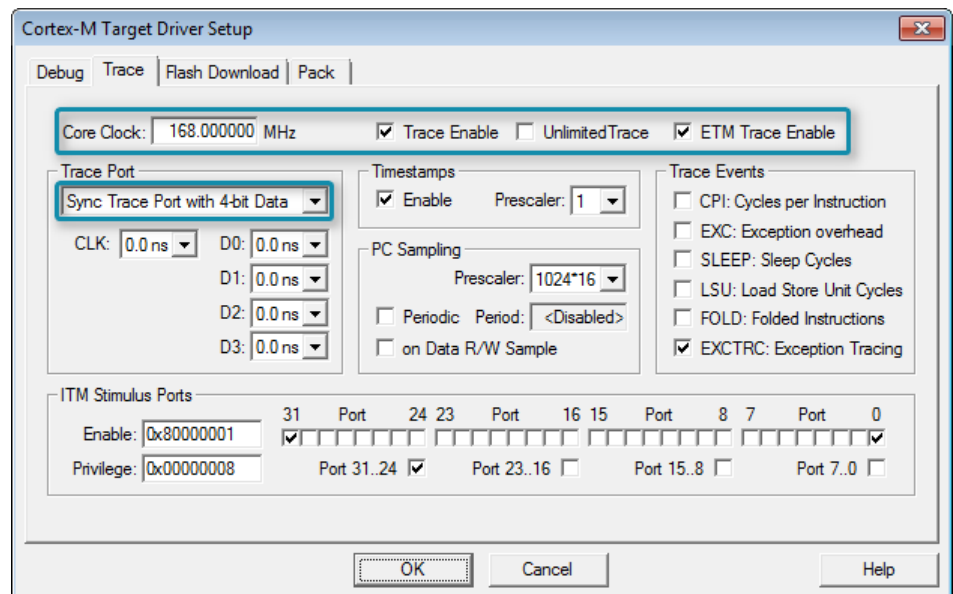 Cortex-M Target Driver Setup
Debug Trace Flash Download Pack
Core Clock: 168.000000 MHz Trace Enable UnlimitedTrace ETM Trace Enable
Trace Port
Sync Trace Port with 4-bit Data
CLK: 0.0 ns D0: 0.0 ns
D1: 0.0 ns
D2: 0.0 ns
D3: 0.0 ns
Timestamps
Enable Prescaler: 1
PC Sampling
Prescaler: 1024*16
Periodic Period: <Disabled>
on Data R/W Sample
Trace Events
CPI: Cycles per Instruction
EXC: Exception overhead
SLEEP: Sleep Cycles
LSU: Load Store Unit Cycles
FOLD: Folded Instructions
EXCTRC: Exception Tracing
ITM Stimulus Ports
31 Port 24 23 Port 16 15 Port 8 7 Port 0
Enable: 0x80000001
Privilege: 0x00000008 Port 31..24 Port 23..16 Port 15..8 Port 7..0
OK Cancel Help